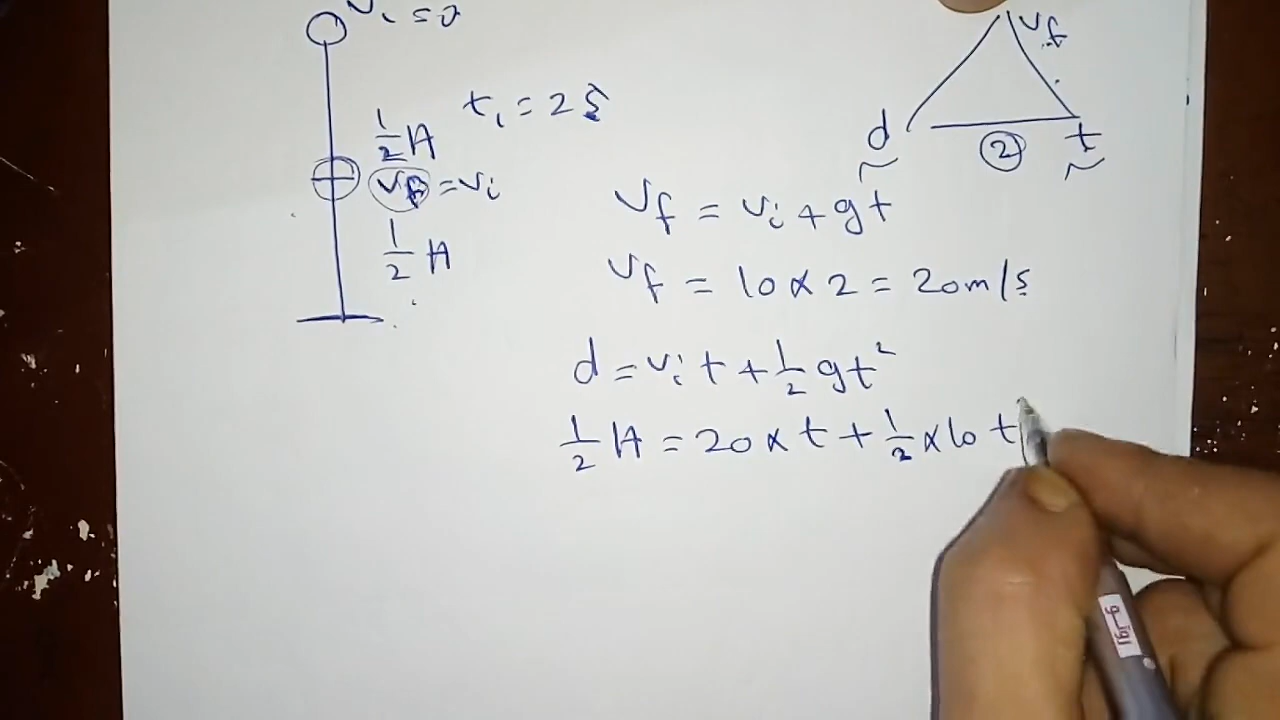 Vi = 0
t1 = 2 s
1/2 H
Vf = Vi
1/2 H
Vf
d
t
2
Vf = Vi + gt
Vf = 10 × 2 = 20 m/s
d = Vi t + 1/2 gt²
1/2 H = 20 × t + 1/2 × 10 t